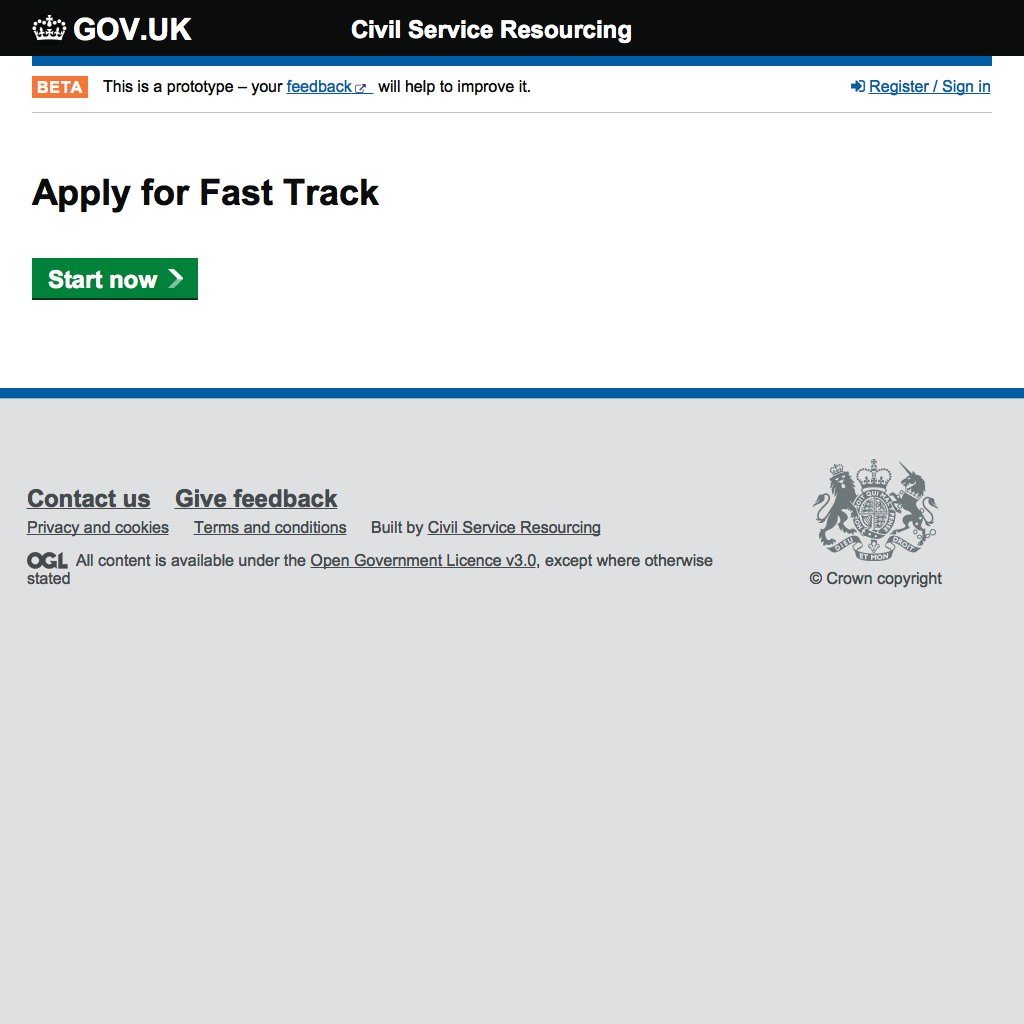 GOV.UK Civil Service Resourcing
BETA This is a prototype – your feedback will help to improve it. Register / Sign in
Apply for Fast Track
Start now
Contact us Give feedback
Privacy and cookies Terms and conditions Built by Civil Service Resourcing
OGL All content is available under the Open Government Licence v3.0, except where otherwise
stated
DIEU ET MON DROIT
© Crown copyright